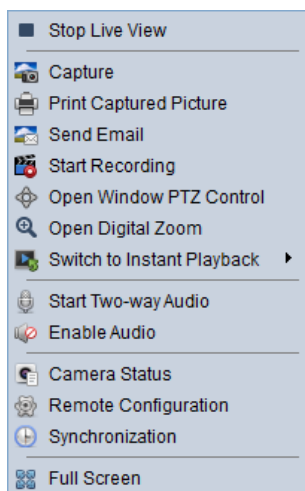 Stop Live View
Capture
Print Captured Picture
Send Email
Start Recording
Open Window PTZ Control
Open Digital Zoom
Switch to Instant Playback
Start Two-way Audio
Enable Audio
Camera Status
Remote Configuration
Synchronization
Full Screen